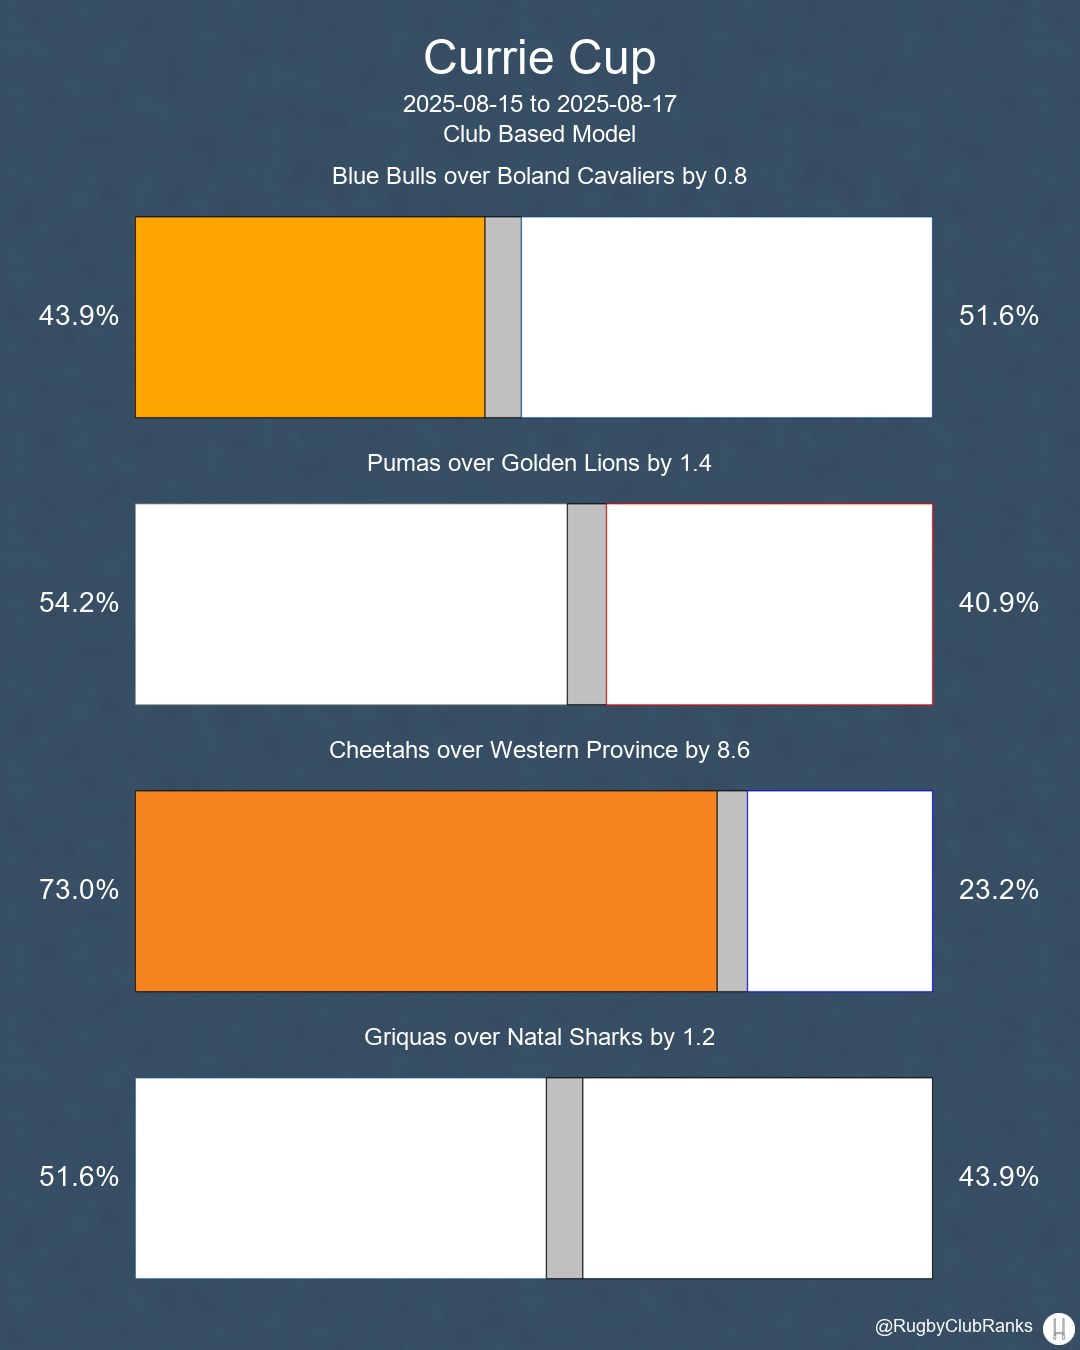 Currie Cup
2025-08-15 to 2025-08-17
Club Based Model
Blue Bulls over Boland Cavaliers by 0.8
43.9%
51.6%
Pumas over Golden Lions by 1.4
54.2%
40.9%
Cheetahs over Western Province by 8.6
73.0%
23.2%
Griquas over Natal Sharks by 1.2
51.6%
43.9%
@RugbyClubRanks